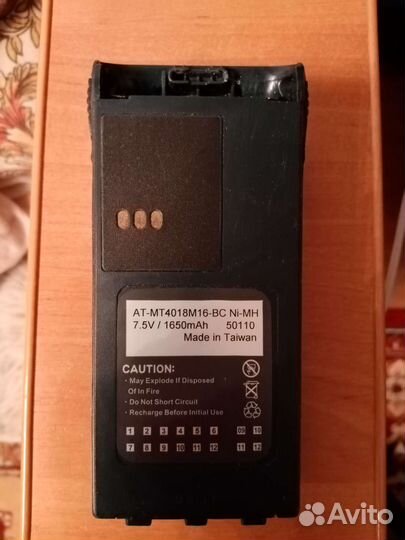 AT-MT4018M16-BC Ni-MH
7.5V / 1650mAh 50110
Made in Taiwan
CAUTION:
· May Explode If Disposed
Of In Fire
· Do Not Short Circuit
· Recharge Before Initial Use
1 2 3 4 5 6 09 10
7 8 9 10 11 12 11 12
Avito